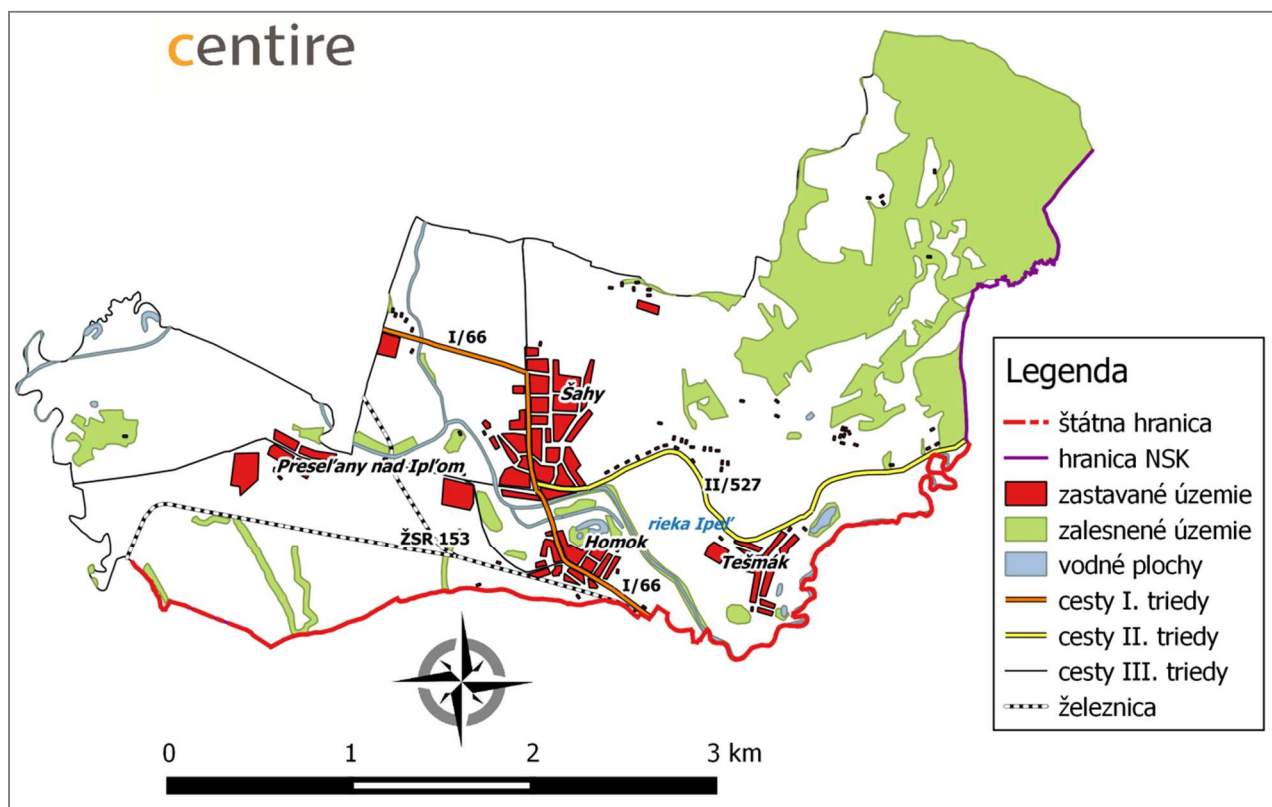 centire
I/66
Šahy
Preseľany nad Ipľom
II/527
rieka Ipeľ
ŽSR 153
Homok
Tešmák
I/66
Legenda
štátna hranica
hranica NSK
zastavané územie
zalesnené územie
vodné plochy
cesty I. triedy
cesty II. triedy
cesty III. triedy
železnica
0 1 2 3 km